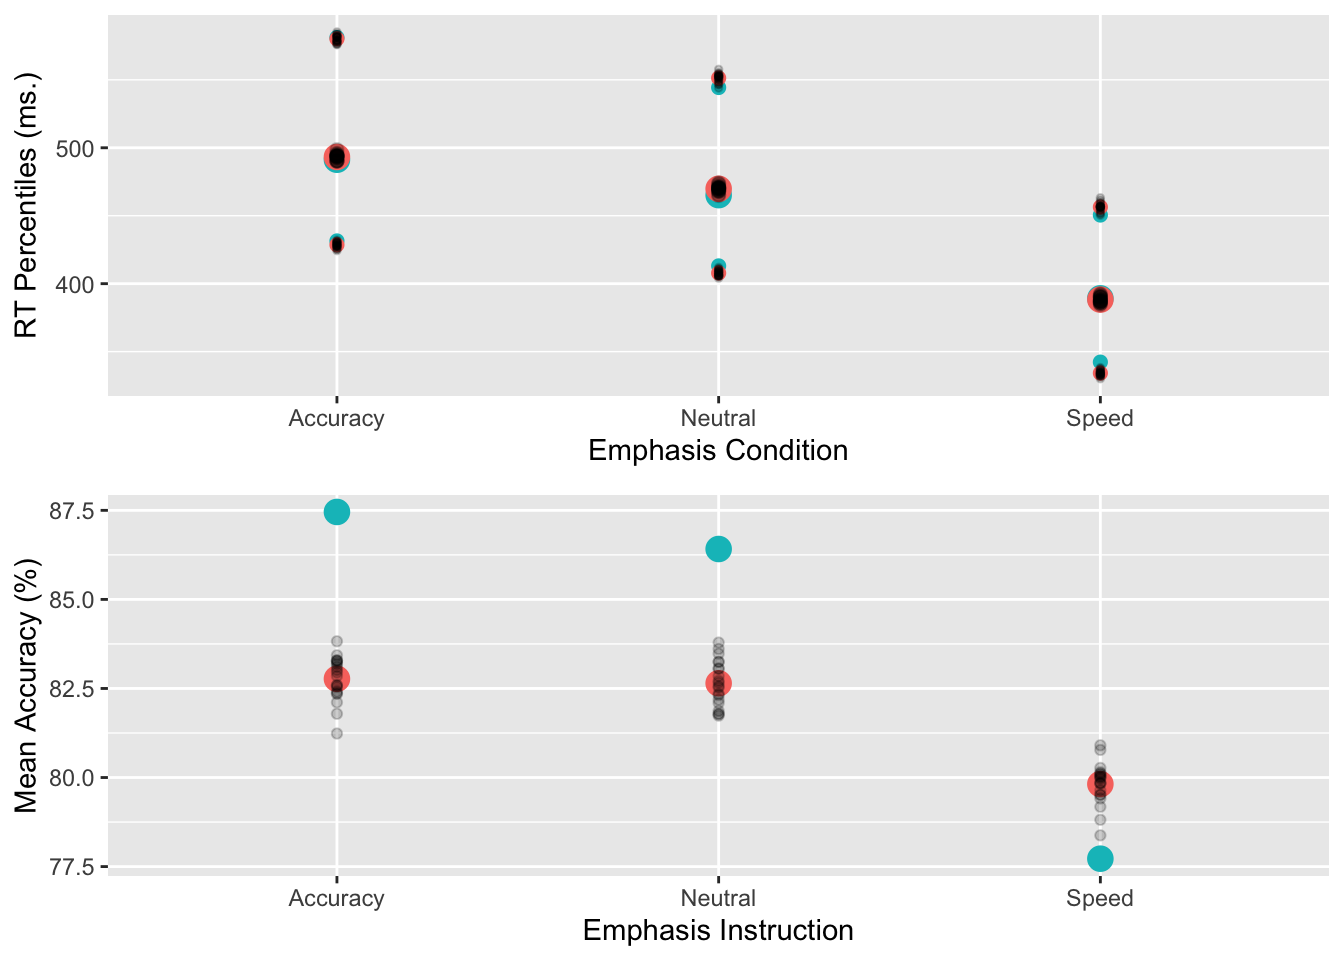 RT Percentiles (ms.)
500
400
Accuracy Neutral Speed
Emphasis Condition
Mean Accuracy (%)
87.5
85.0
82.5
80.0
77.5
Accuracy Neutral Speed
Emphasis Instruction